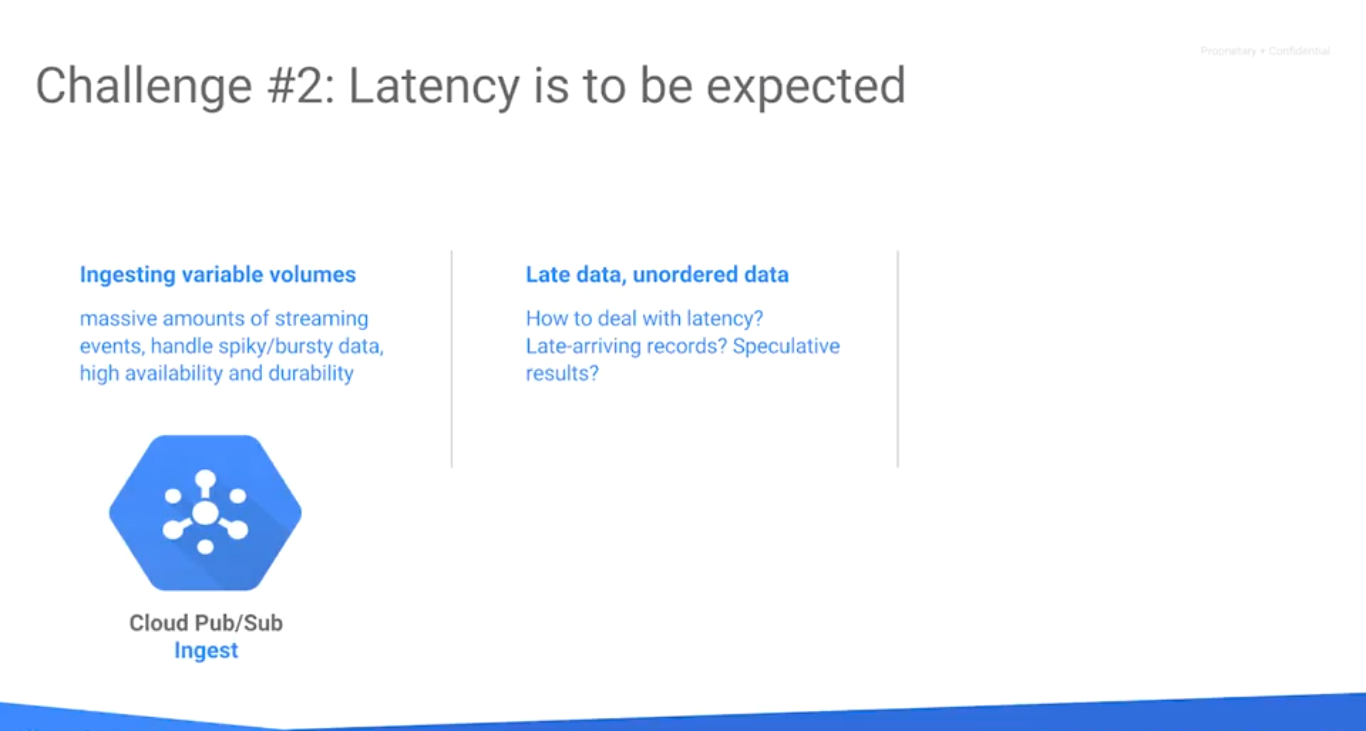 Proprietary + Confidential
Challenge #2: Latency is to be expected
Ingesting variable volumes
massive amounts of streaming
events, handle spiky/bursty data,
high availability and durability
Late data, unordered data
How to deal with latency?
Late-arriving records? Speculative
results?
Cloud Pub/Sub
Ingest